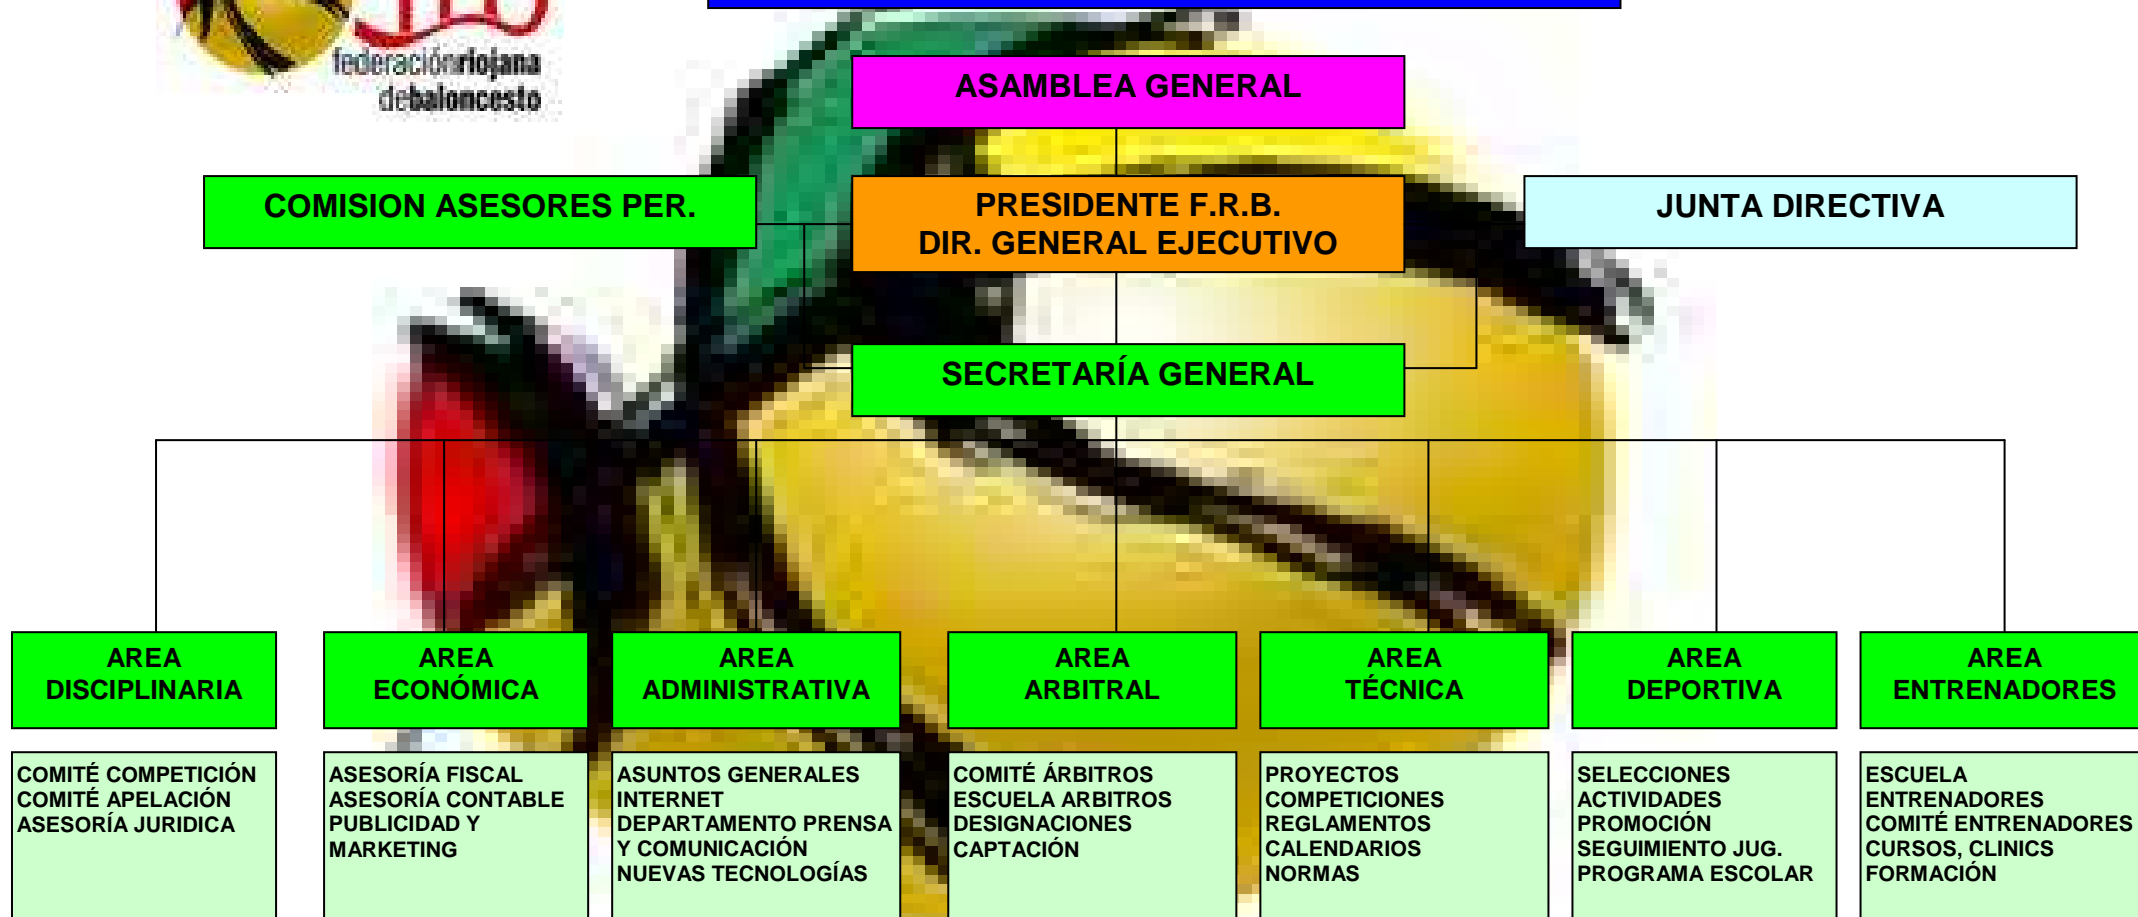 federaciónriojana
debaloncesto
ASAMBLEA GENERAL
COMISION ASESORES PER.
PRESIDENTE F.R.B.
DIR. GENERAL EJECUTIVO
JUNTA DIRECTIVA
SECRETARÍA GENERAL
AREA
DISCIPLINARIA
AREA
ECONÓMICA
AREA
ADMINISTRATIVA
AREA
ARBITRAL
AREA
TÉCNICA
AREA
DEPORTIVA
AREA
ENTRENADORES
COMITÉ COMPETICIÓN
COMITÉ APELACIÓN
ASESORÍA JURIDICA
ASESORÍA FISCAL
ASESORÍA CONTABLE
PUBLICIDAD Y
MARKETING
ASUNTOS GENERALES
INTERNET
DEPARTAMENTO PRENSA
Y COMUNICACIÓN
NUEVAS TECNOLOGÍAS
COMITÉ ÁRBITROS
ESCUELA ARBITROS
DESIGNACIONES
CAPTACIÓN
PROYECTOS
COMPETICIONES
REGLAMENTOS
CALENDARIOS
NORMAS
SELECCIONES
ACTIVIDADES
PROMOCIÓN
SEGUIMIENTO JUG.
PROGRAMA ESCOLAR
ESCUELA
ENTRENADORES
COMITÉ ENTRENADORES
CURSOS, CLINICS
FORMACIÓN